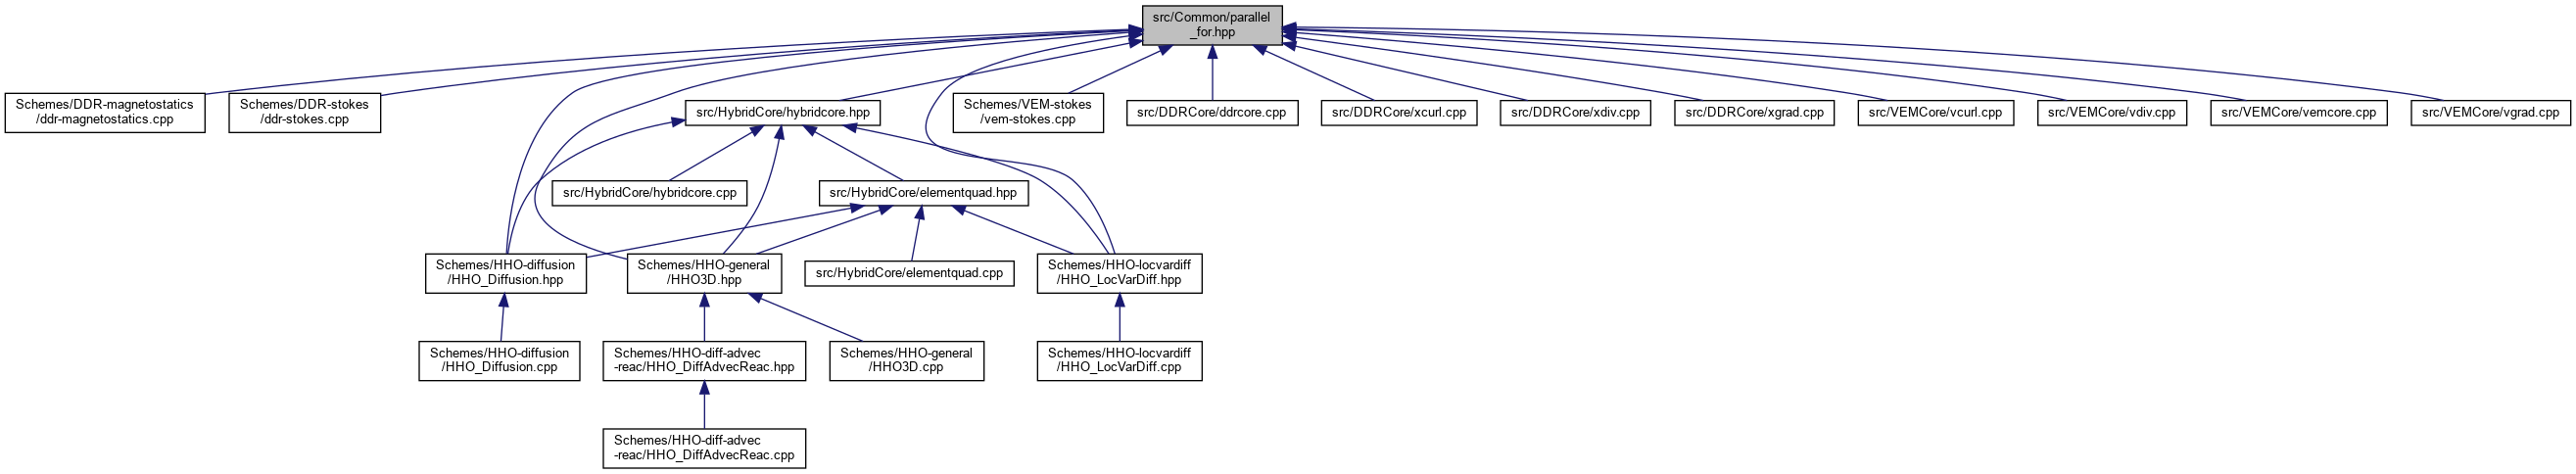 src/Common/parallel
_for.hpp
Schemes/DDR-magnetostatics
/ddr-magnetostatics.cpp
Schemes/DDR-stokes
/ddr-stokes.cpp
src/HybridCore/hybridcore.hpp
Schemes/VEM-stokes
/vem-stokes.cpp
src/DDRCore/ddrcore.cpp
src/DDRCore/xcurl.cpp
src/DDRCore/xdiv.cpp
src/DDRCore/xgrad.cpp
src/VEMCore/vcurl.cpp
src/VEMCore/vdiv.cpp
src/VEMCore/vemcore.cpp
src/VEMCore/vgrad.cpp
src/HybridCore/hybridcore.cpp
src/HybridCore/elementquad.hpp
Schemes/HHO-diffusion
/HHO_Diffusion.hpp
Schemes/HHO-general
/HHO3D.hpp
src/HybridCore/elementquad.cpp
Schemes/HHO-locvardiff
/HHO_LocVarDiff.hpp
Schemes/HHO-diffusion
/HHO_Diffusion.cpp
Schemes/HHO-diff-advec
-reac/HHO_DiffAdvecReac.hpp
Schemes/HHO-general
/HHO3D.cpp
Schemes/HHO-locvardiff
/HHO_LocVarDiff.cpp
Schemes/HHO-diff-advec
-reac/HHO_DiffAdvecReac.cpp